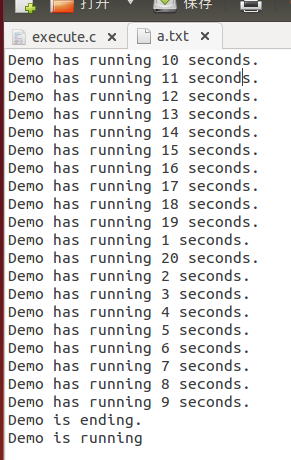 打开 保存
execute.c × a.txt ×
Demo has running 10 seconds.
Demo has running 11 seconds.
Demo has running 12 seconds.
Demo has running 13 seconds.
Demo has running 14 seconds.
Demo has running 15 seconds.
Demo has running 16 seconds.
Demo has running 17 seconds.
Demo has running 18 seconds.
Demo has running 19 seconds.
Demo has running 1 seconds.
Demo has running 20 seconds.
Demo has running 2 seconds.
Demo has running 3 seconds.
Demo has running 4 seconds.
Demo has running 5 seconds.
Demo has running 6 seconds.
Demo has running 7 seconds.
Demo has running 8 seconds.
Demo has running 9 seconds.
Demo is ending.
Demo is running